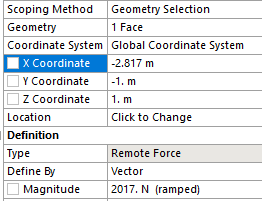 Scoping Method Geometry Selection
Geometry 1 Face
Coordinate System Global Coordinate System
X Coordinate -2.817 m
Y Coordinate -1. m
Z Coordinate 1. m
Location Click to Change
Definition
Type Remote Force
Define By Vector
Magnitude 2017. N (ramped)